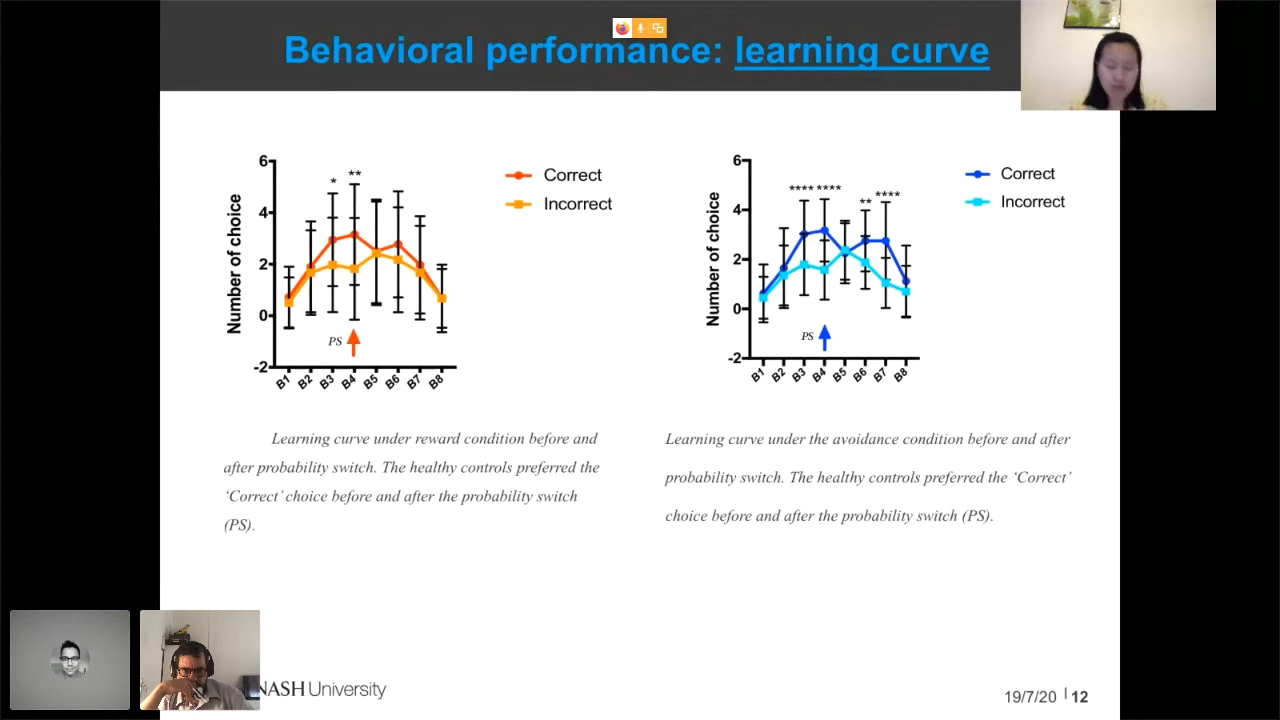 Behavioral performance: learning curve
6
4
2
0
-2
Number of choice
* **
PS
B1 B2 B3 B4 B5 B6 B7 B8
Correct
Incorrect
6
4
2
0
-2
Number of choice
**** **** ** ****
PS
B1 B2 B3 B4 B5 B6 B7 B8
Correct
Incorrect
Learning curve under reward condition before and
after probability switch. The healthy controls preferred the
‘Correct’ choice before and after the probability switch
(PS).
Learning curve under the avoidance condition before and after
probability switch. The healthy controls preferred the ‘Correct’
choice before and after the probability switch (PS).
NASH University
19/7/20 | 12